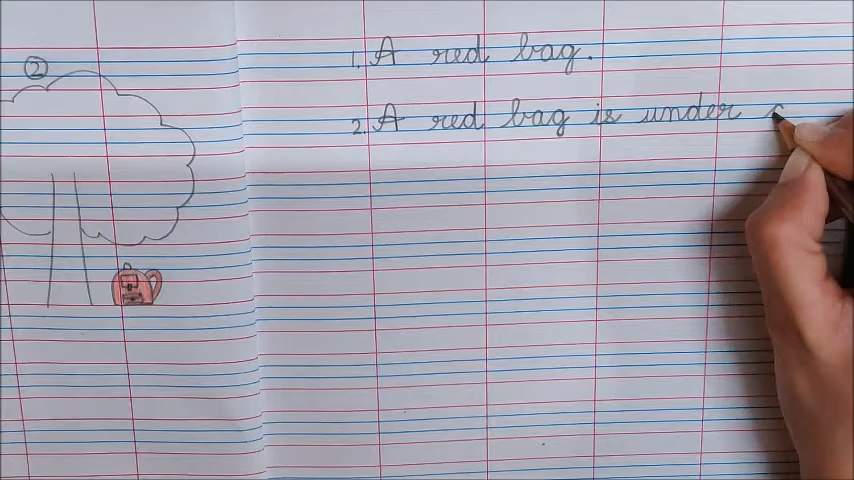 ②
1. A red bag.
2. A red bag is under